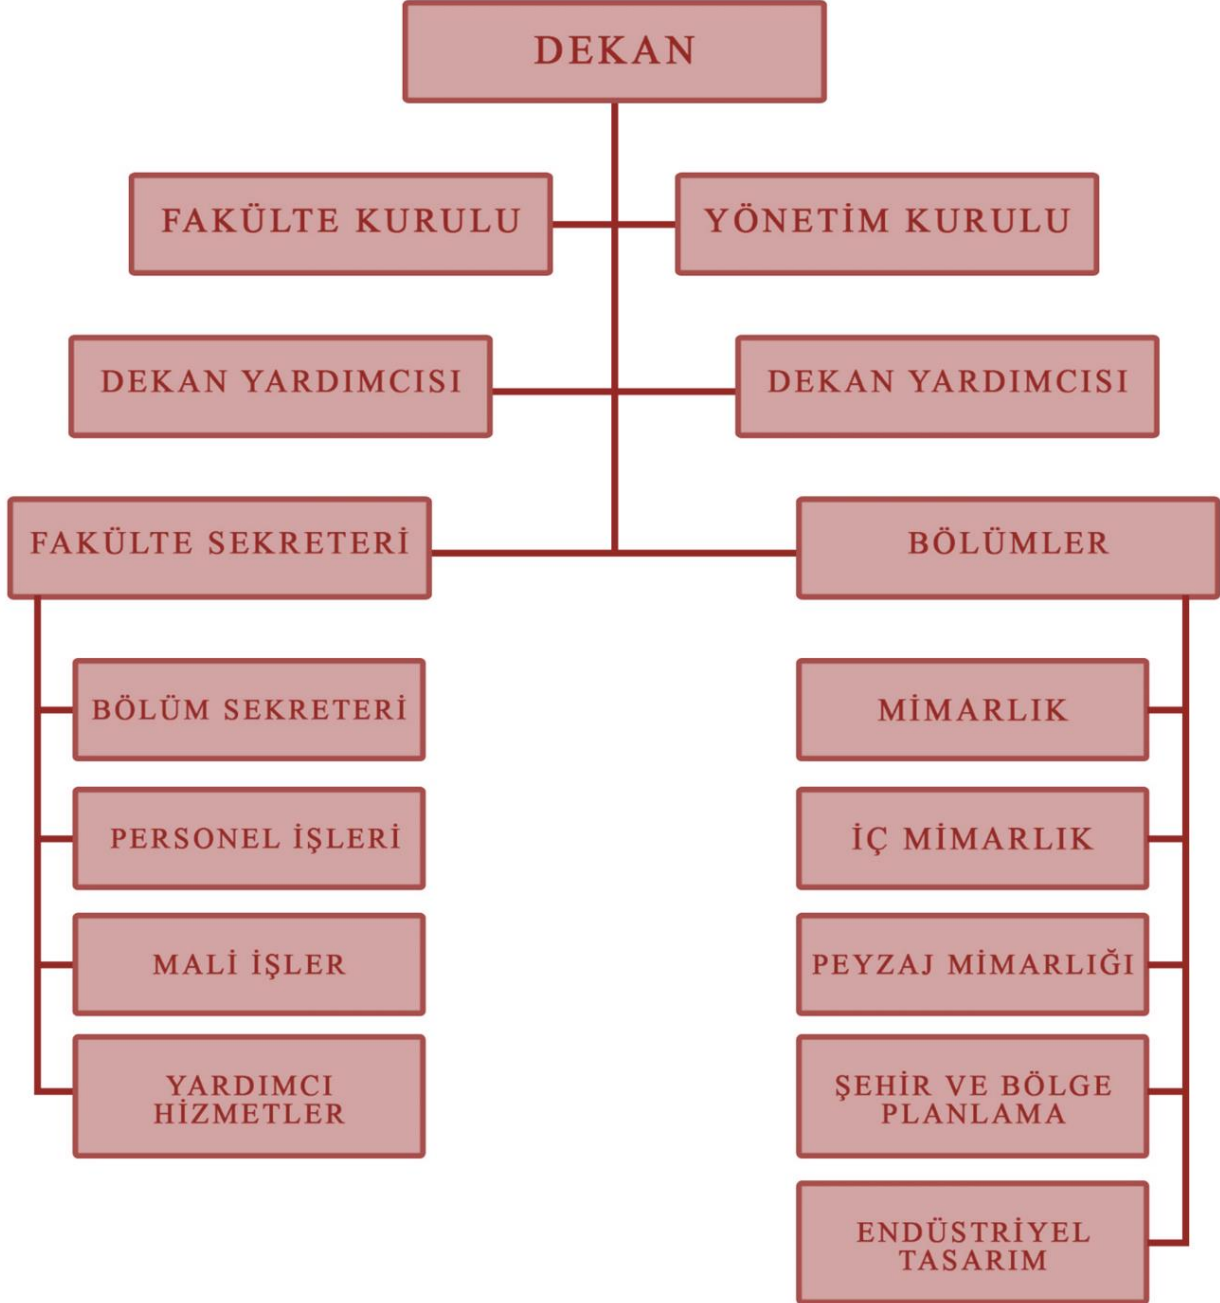 DEKAN
FAKÜLTE KURULU
YÖNETİM KURULU
DEKAN YARDIMCISI
DEKAN YARDIMCISI
FAKÜLTE SEKRETERİ
BÖLÜMLER
BÖLÜM SEKRETERİ
PERSONEL İŞLERİ
MALİ İŞLER
YARDIMCI
HİZMETLER
MİMARLIK
İÇ MİMARLIK
PEYZAJ MİMARLIĞI
ŞEHİR VE BÖLGE
PLANLAMA
ENDÜSTRİYEL
TASARIM